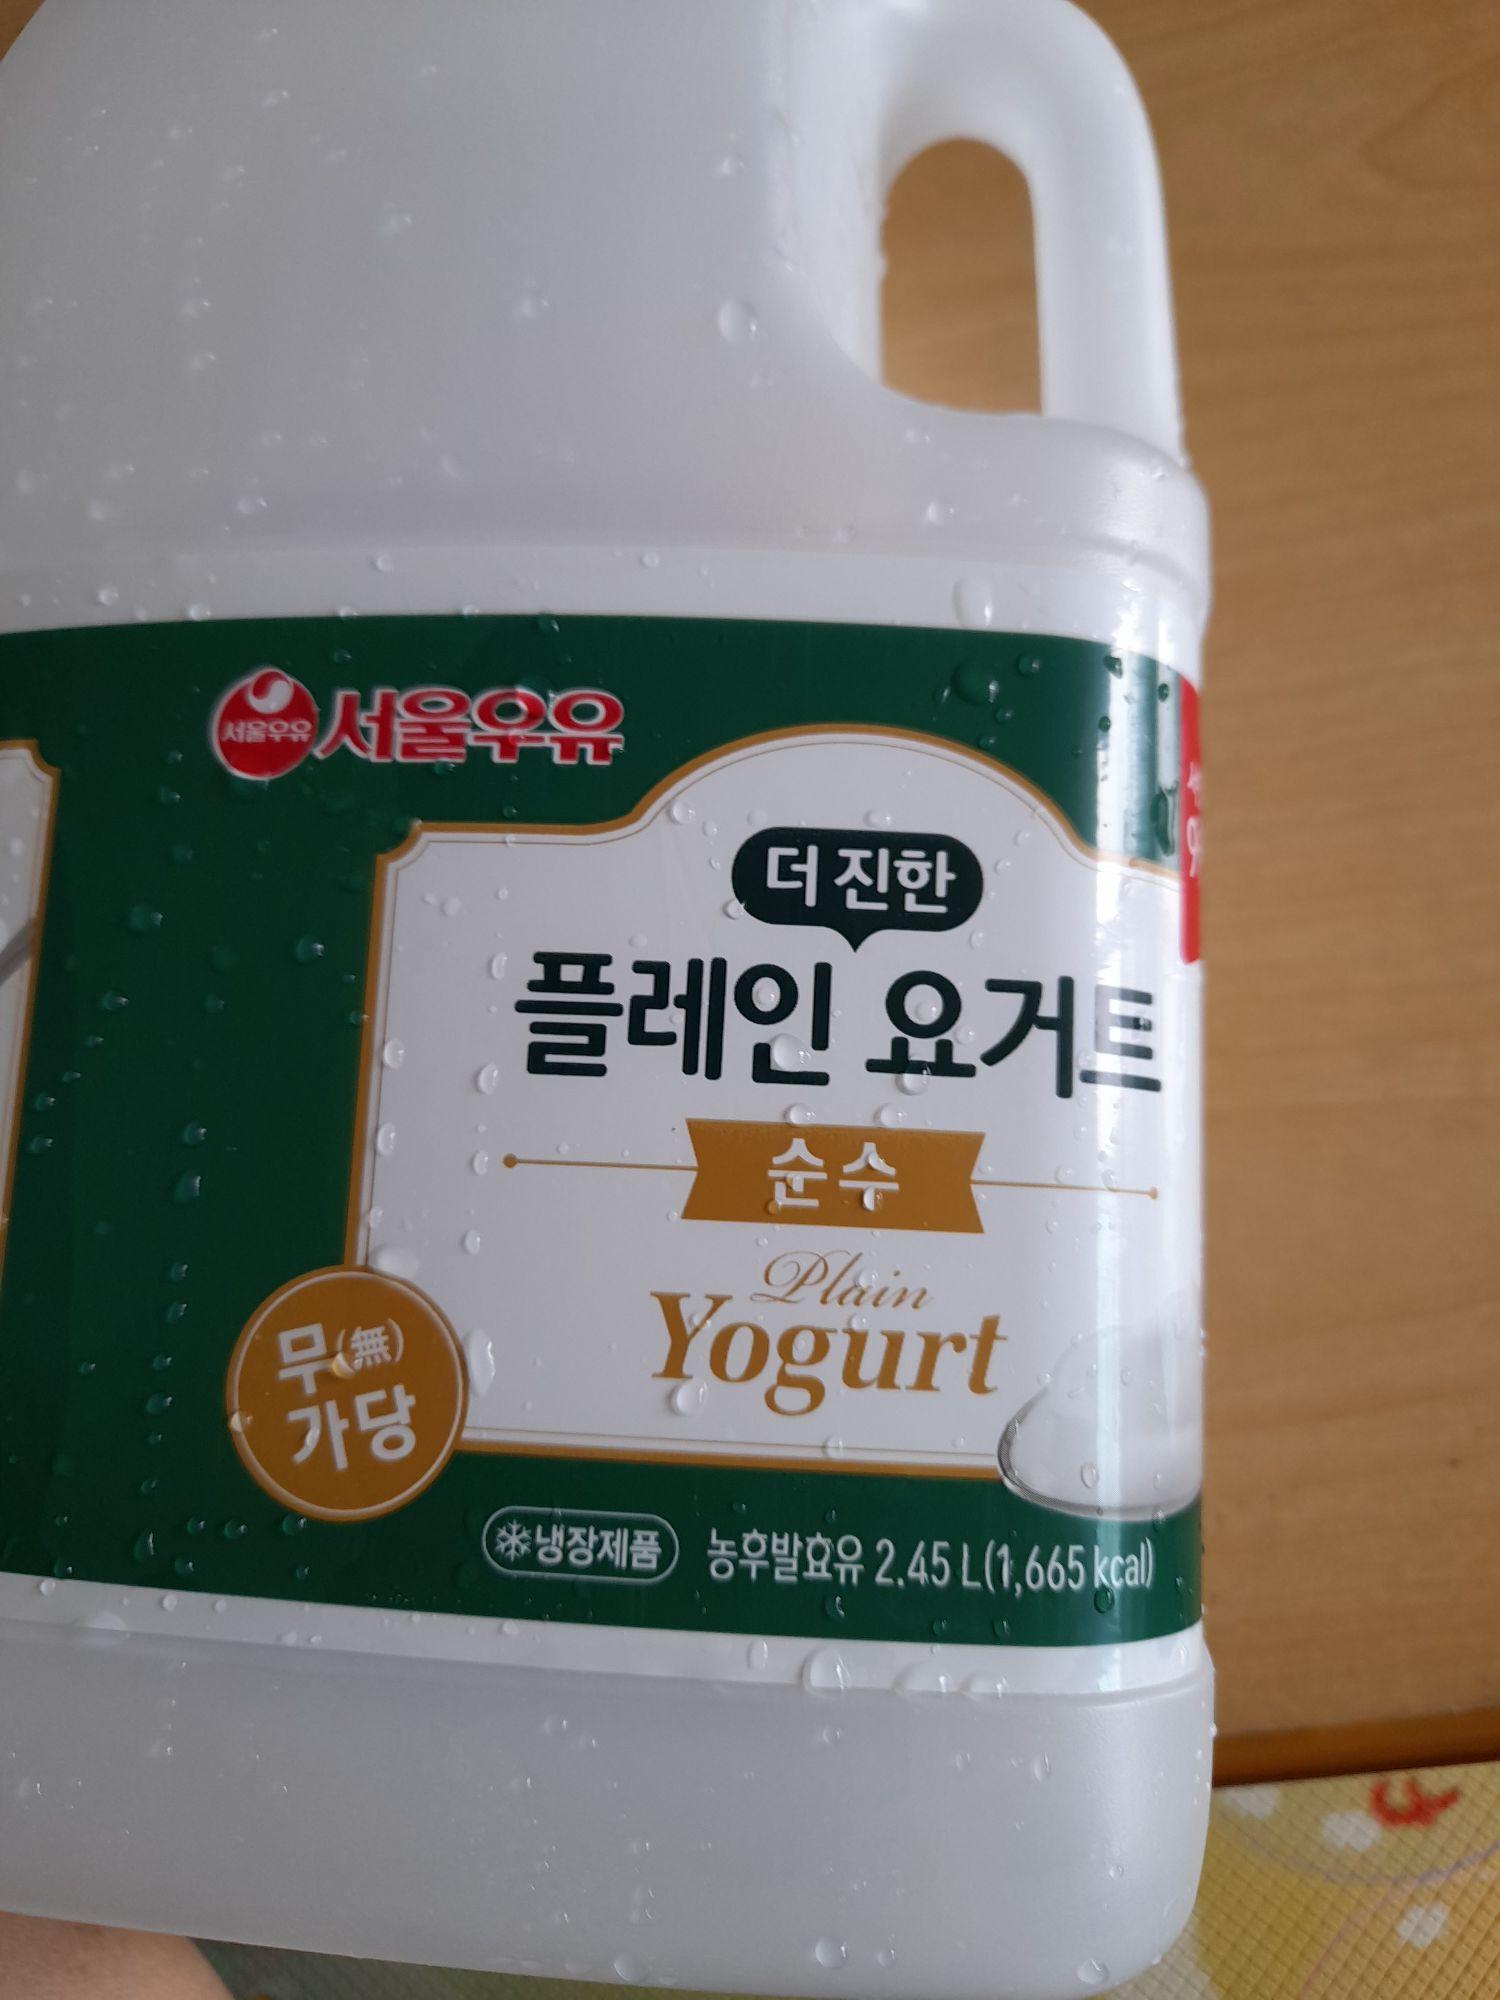 서울우유 서울우유
더 진한
플레인 요거트
순수
Plain
Yogurt
무(無)
가당
냉장제품 농후발효유 2.45 L(1,665 kcal)